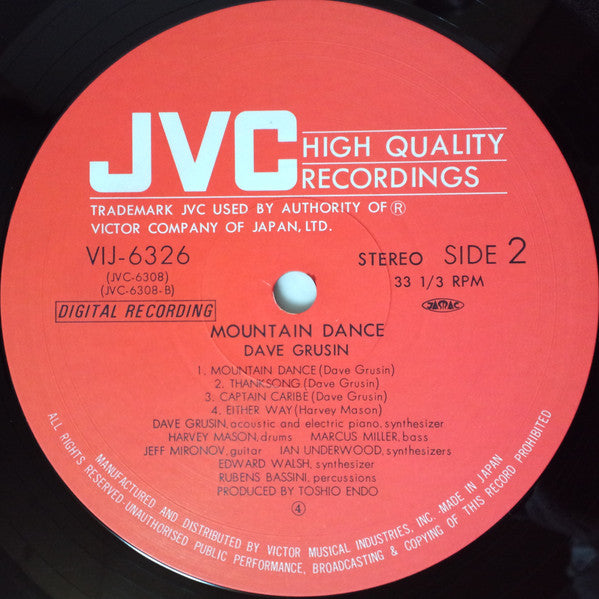 JVC
HIGH QUALITY
RECORDINGS
TRADEMARK JVC USED BY AUTHORITY OF Ⓡ
VICTOR COMPANY OF JAPAN, LTD.
VIJ-6326
(JVC-6308)
(JVC-6308-B)
DIGITAL RECORDING
STEREO SIDE 2
33 1/3 RPM
JASRAC
MOUNTAIN DANCE
DAVE GRUSIN
1. MOUNTAIN DANCE (Dave Grusin)
2. THANKSONG (Dave Grusin)
3. CAPTAIN CARIBE (Dave Grusin)
4. EITHER WAY (Harvey Mason)
DAVE GRUSIN, acoustic and electric piano, synthesizer
HARVEY MASON, drums MARCUS MILLER, bass
JEFF MIRONOV, guitar IAN UNDERWOOD, synthesizers
EDWARD WALSH, synthesizer
RUBENS BASSINI, percussions
PRODUCED BY TOSHIO ENDO
④
MANUFACTURED AND DISTRIBUTED BY VICTOR MUSICAL INDUSTRIES, INC. MADE IN JAPAN
ALL RIGHTS RESERVED. UNAUTHORISED PUBLIC PERFORMANCE, BROADCASTING & COPYING OF THIS RECORD PROHIBITED